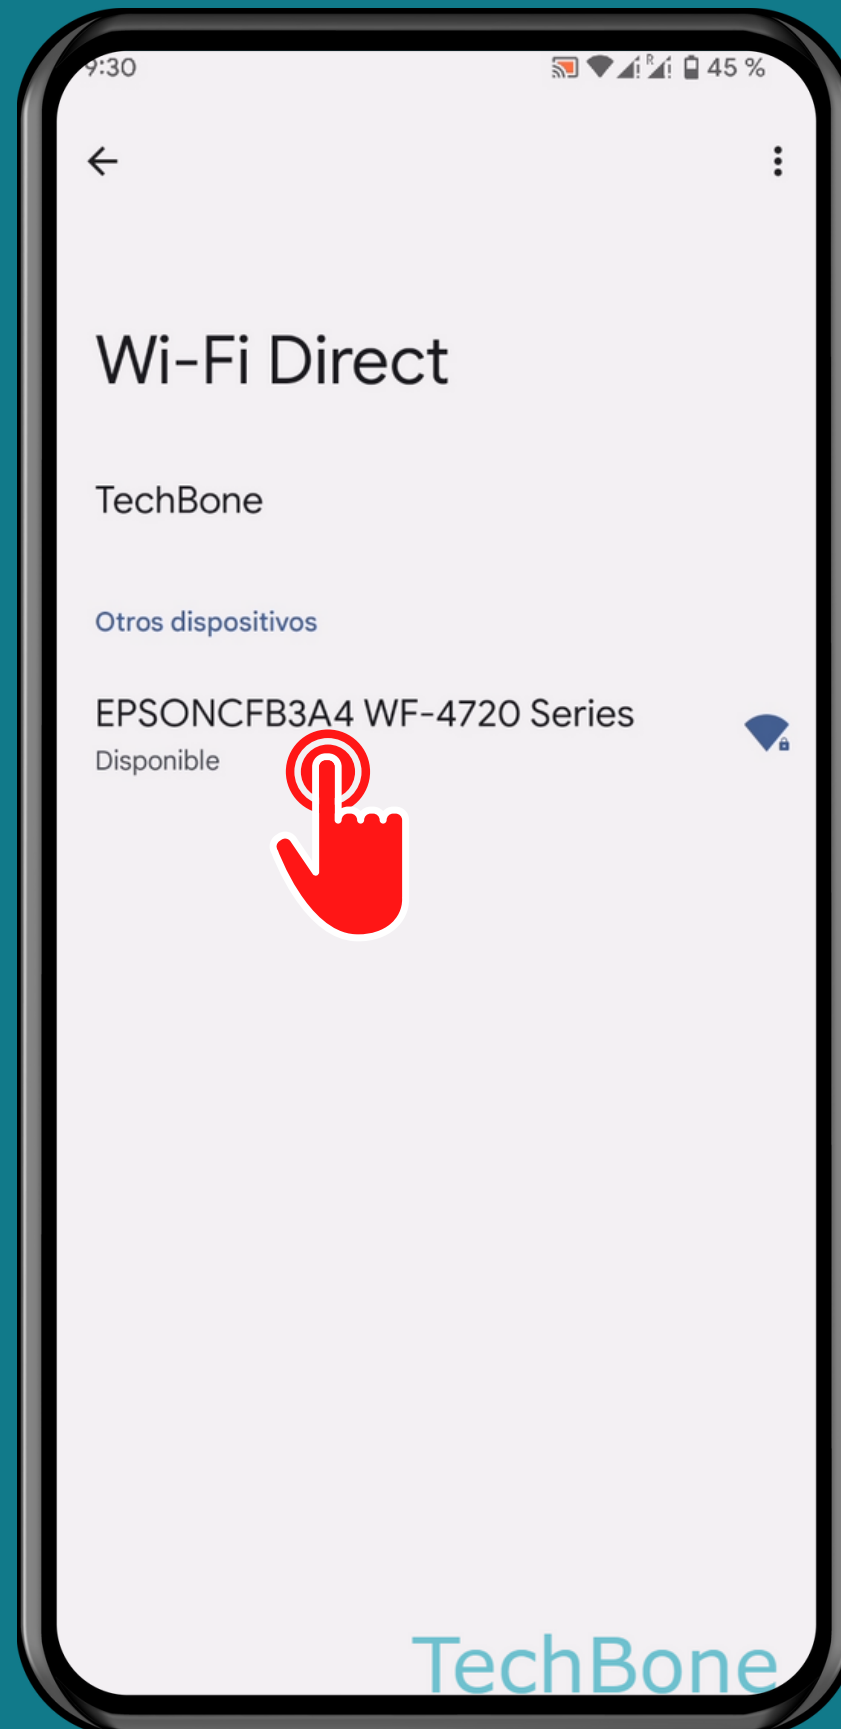 9:30 R 45 %
Wi-Fi Direct
TechBone
Otros dispositivos
EPSONCFB3A4 WF-4720 Series
Disponible
TechBone